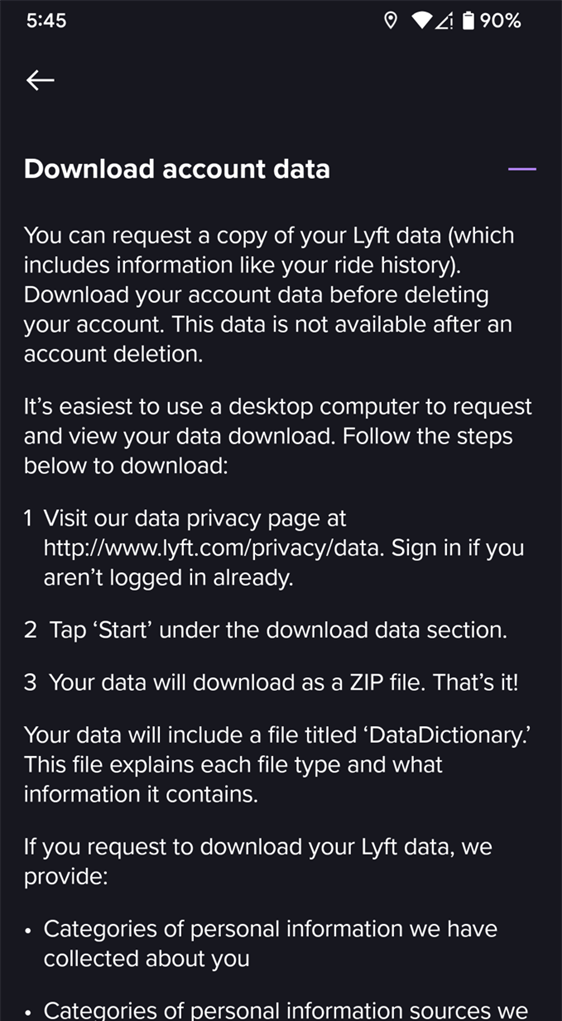 5:45
90%
Download account data
You can request a copy of your Lyft data (which
includes information like your ride history).
Download your account data before deleting
your account. This data is not available after an
account deletion.
It’s easiest to use a desktop computer to request
and view your data download. Follow the steps
below to download:
1 Visit our data privacy page at
http://www.lyft.com/privacy/data. Sign in if you
aren’t logged in already.
2 Tap ‘Start’ under the download data section.
3 Your data will download as a ZIP file. That’s it!
Your data will include a file titled ‘DataDictionary.’
This file explains each file type and what
information it contains.
If you request to download your Lyft data, we
provide:
• Categories of personal information we have
collected about you
• Categories of personal information sources we